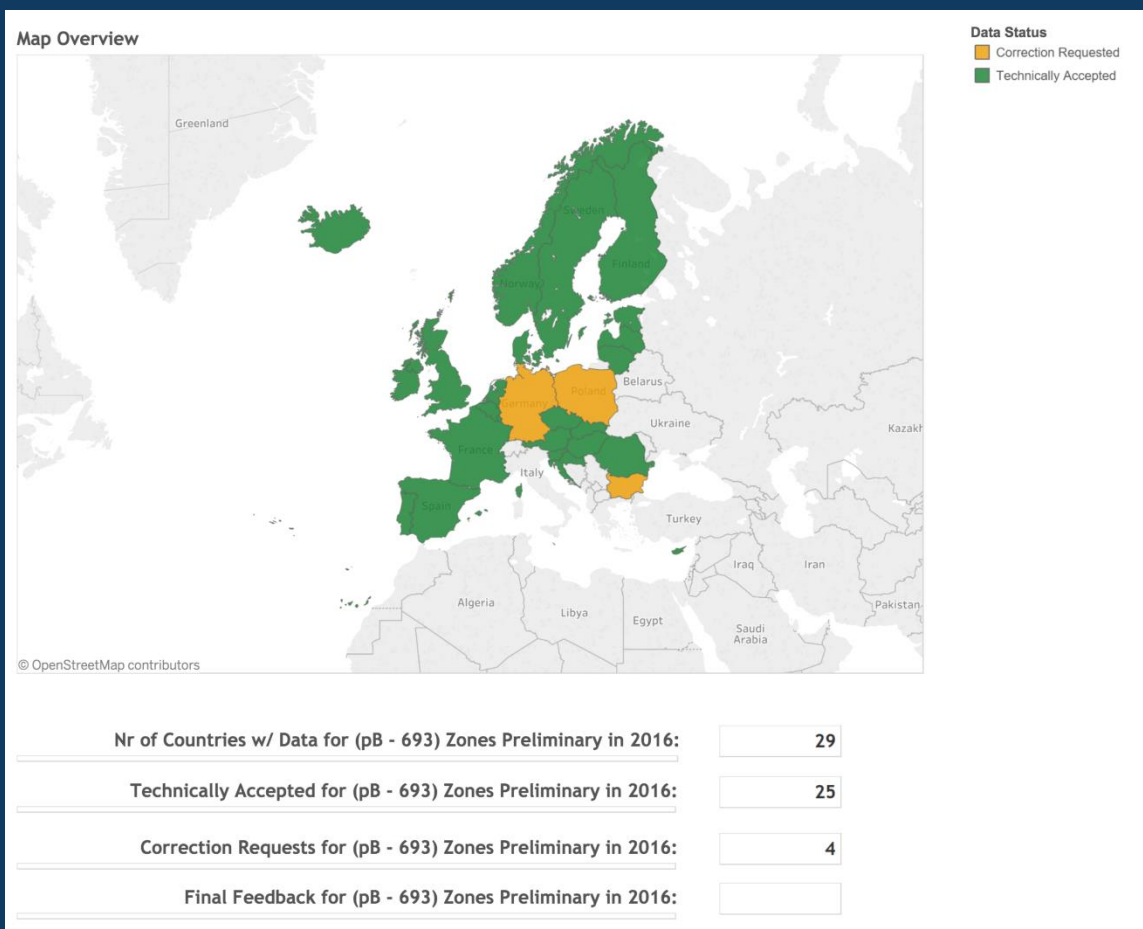 Map Overview
Data Status
Correction Requested
Technically Accepted
Greenland
Sweden
Finland
Norway
Belarus
Germany
Poland
Ukraine
Kazakh
France
Italy
Spain
Turkey
Iraq
Iran
Algeria
Libya
Egypt
Pakistan
Saudi
Arabia
© OpenStreetMap contributors
Nr of Countries w/ Data for (pB - 693) Zones Preliminary in 2016: 29
Technically Accepted for (pB - 693) Zones Preliminary in 2016: 25
Correction Requests for (pB - 693) Zones Preliminary in 2016: 4
Final Feedback for (pB - 693) Zones Preliminary in 2016: